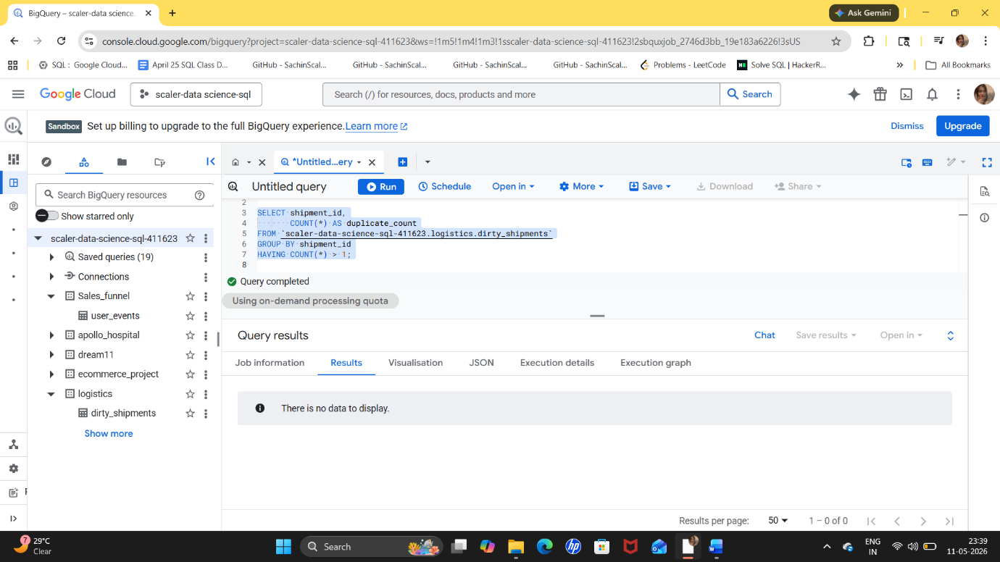 BigQuery – scaler-data science.
Ask Gemini
console.cloud.google.com/bigquery?project=scaler-data-science-sql-411623&ws=!1m5!1m4!1m3!1sscaler-data-science-sql-411623!2sbquxjob_2746d3bb_19e183a6226!3sUS
SQL : Google Cloud...
April 25 SQL Class D...
GitHub - SachinScal...
GitHub - SachinScal...
GitHub - SachinScal...
GitHub - SachinScal...
Problems - LeetCode
Solve SQL | HackerR...
All Bookmarks
Google Cloud
scaler-data science-sql
Search (/) for resources, docs, products and more
Search
Sandbox
Set up billing to upgrade to the full BigQuery experience. Learn more
Dismiss
Upgrade
*Untitled...ery
Search BigQuery resources
Show starred only
scaler-data-science-sql-411623
Saved queries (19)
Connections
Sales_funnel
user_events
apollo_hospital
dream11
ecommerce_project
logistics
dirty_shipments
Show more
Untitled query
Run
Schedule
Open in
More
Save
Download
Share
2
3 SELECT shipment_id,
4 COUNT(*) AS duplicate_count
5 FROM `scaler-data-science-sql-411623.logistics.dirty_shipments`
6 GROUP BY shipment_id
7 HAVING COUNT(*) > 1;
8
Query completed
Using on-demand processing quota
Query results
Chat
Save results
Open in
Job information
Results
Visualisation
JSON
Execution details
Execution graph
There is no data to display.
Results per page:
50
1 – 0 of 0
7
29°C
Clear
Search
ENG
IN
23:39
11-05-2026